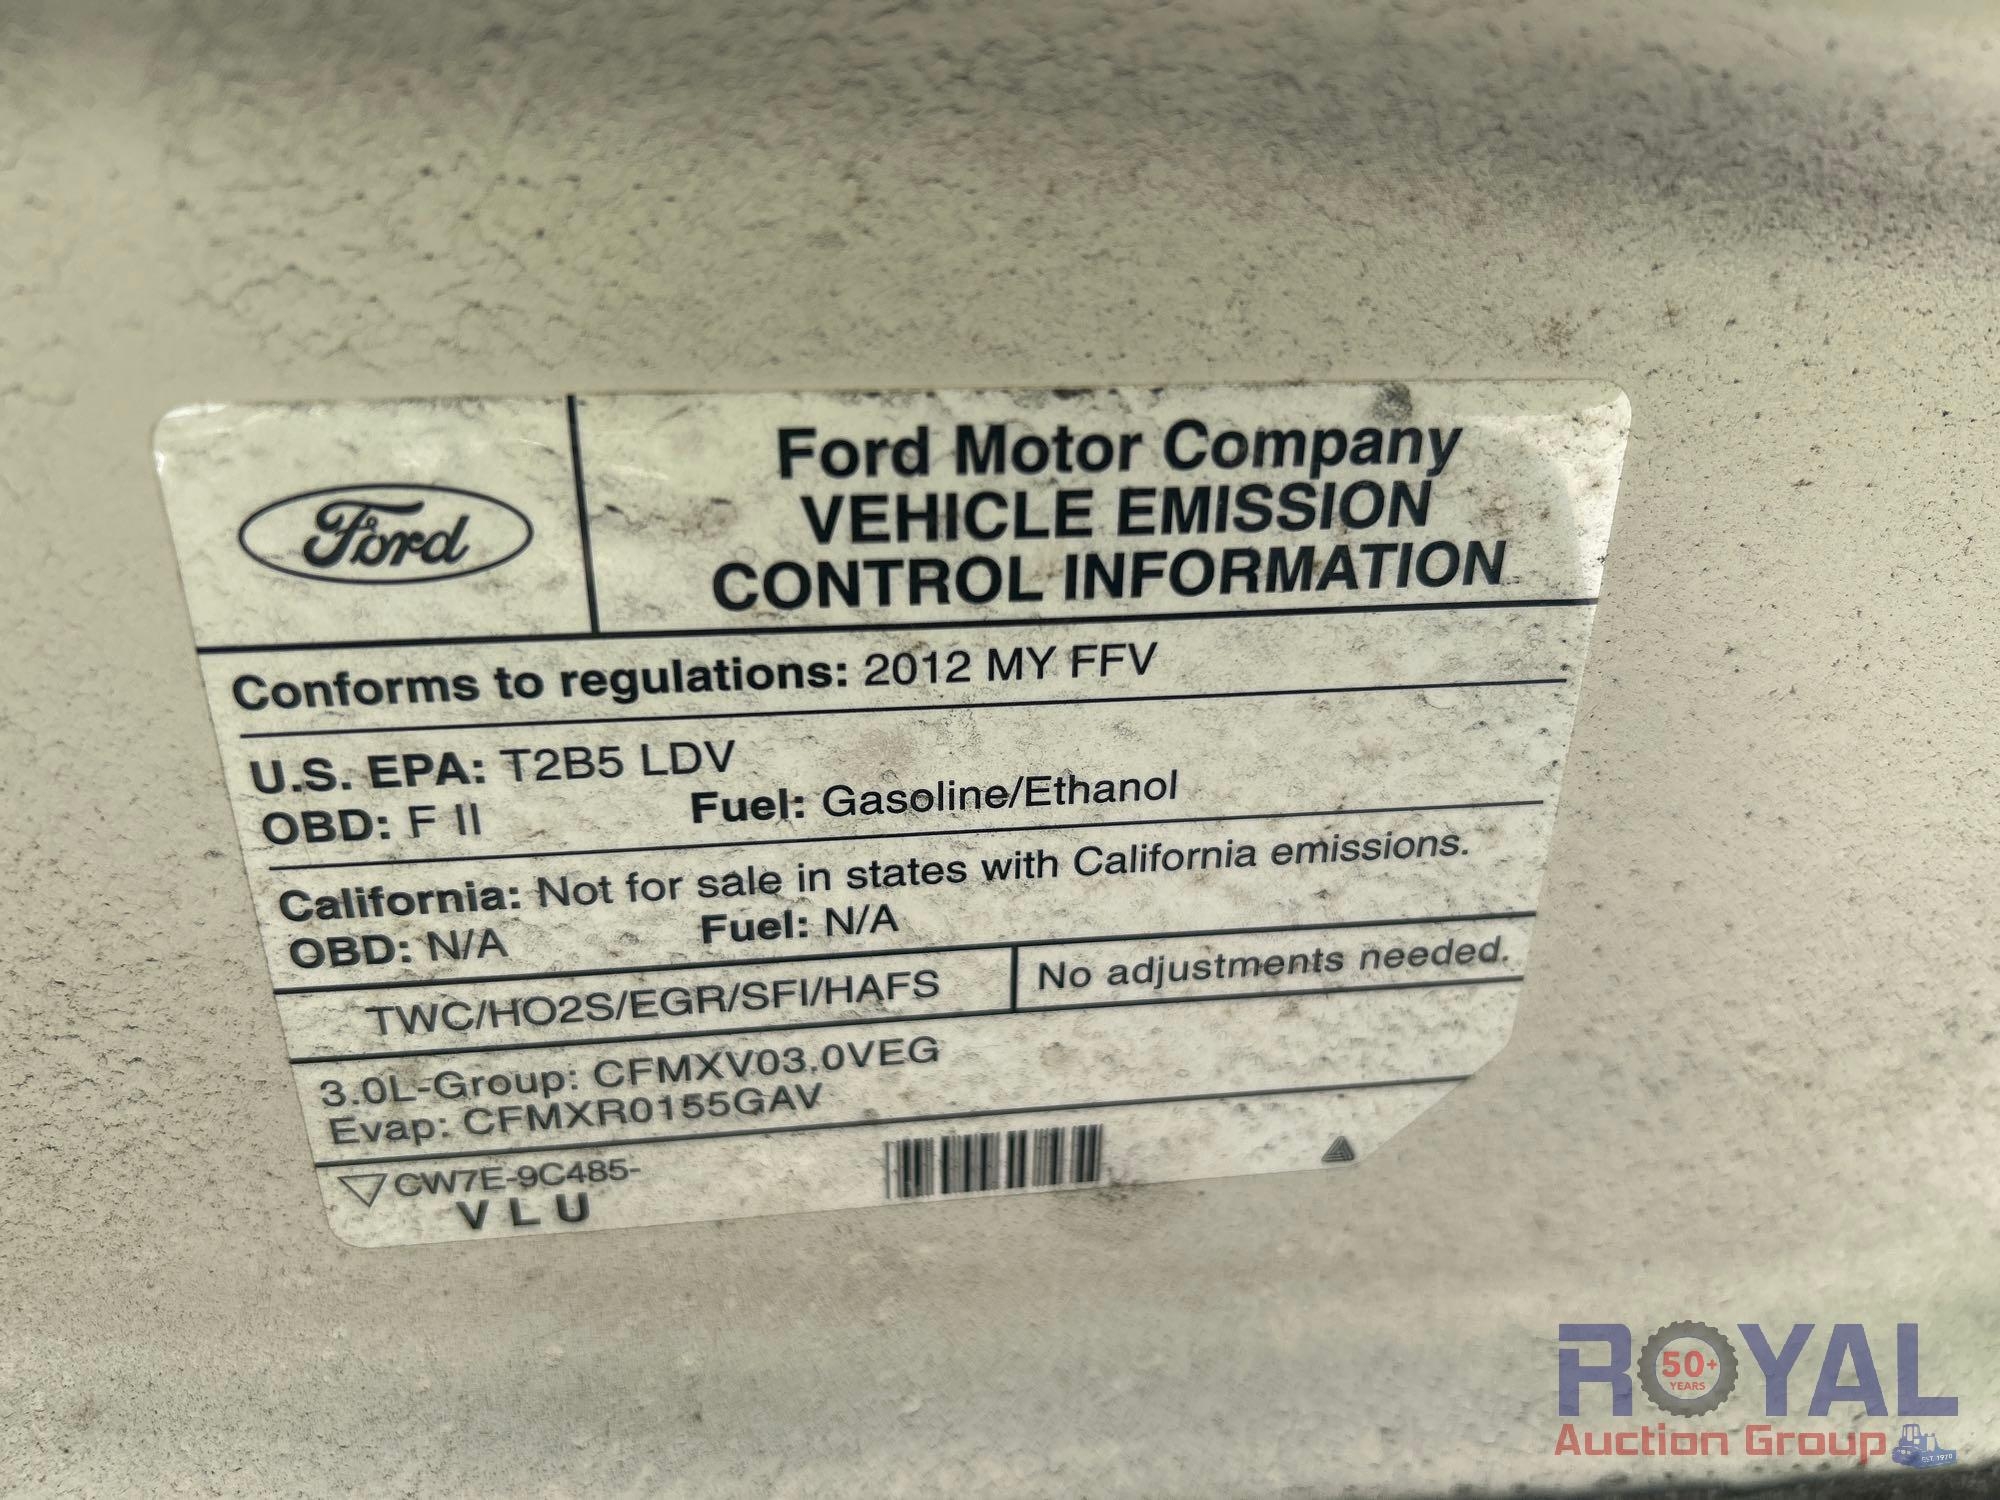 Ford
Ford Motor Company
VEHICLE EMISSION
CONTROL INFORMATION
Conforms to regulations: 2012 MY FFV
U.S. EPA: T2B5 LDV
OBD: F II Fuel: Gasoline/Ethanol
California: Not for sale in states with California emissions.
OBD: N/A Fuel: N/A
TWC/HO2S/EGR/SFI/HAFS No adjustments needed.
3.0L-Group: CFMXV03.0VEG
Evap: CFMXR0155GAV
CW7E-9C485-
V L U
ROYAL
50+
YEARS
Auction Group
EST. 1970